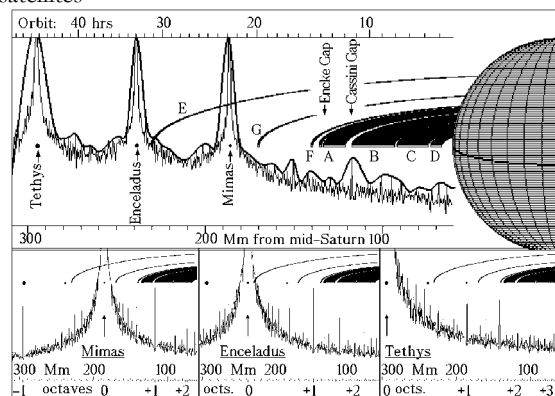 satellites
Orbit: 40 hrs 30 20 10
Encke Gap
Cassini Gap
E
G
F A B C D
Tethys
Enceladus
Mimas
300 200 Mm from mid-Saturn 100
Mimas Enceladus Tethys
300 Mm 200 100 300 Mm 200 100 300 Mm 200 100
-1 octaves 0 +1 +2 octs. 0 +1 +2 0 octs. +1 +2 +3